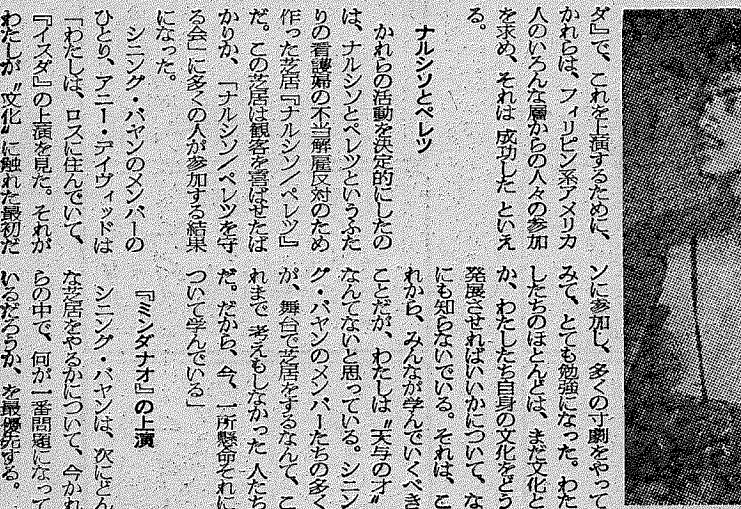 ダ』で、これを上演するために、
かれらは、フィリピン系アメリカ
人のいろんな層からの人々の参加
を求め、それは 成功した といえ
る。
ナルシソとペレツ
かれらの活動を決定的にしたの
は、ナルシソとペレツというふた
りの看護婦の不当解雇反対のため
作った芝居『ナルシソ/ペレツ』
だ。この芝居は観客を喜ばせたば
かりか、「ナルシソ/ペレツを守
る会」に多くの人が参加する結果
になった。
シニング・バヤンのメンバーの
ひとり、アニー・デイヴィッドは
「わたしは、ロスに住んでいて、
『イスダ』の上演を見た。それが
わたしが〝文化〟に触れた最初だ
ンに参加し、多くの寸劇をやって
みて、とても勉強になった。わた
したちのほとんどは、まだ文化と
か、わたしたち自身の文化をどう
発展させればいいかについて、な
にも知らないでいる。それは、こ
れから、みんなが学んでいくべき
ことだが、わたしは〝天与の才〟
なんてないと思っている。シニン
グ・バヤンのメンバーたちの多く
が、舞台で芝居をするなんて、こ
れまで 考えもしなかった 人たち
だ。だから、今、一所懸命それに
ついて学んでいる」
『ミンダナオ』の上演
シニング・バヤンは、次にどん
な芝居をやるかについて、今かれ
らの中で、何が一番問題になって
いるだろうか、を最優先する。